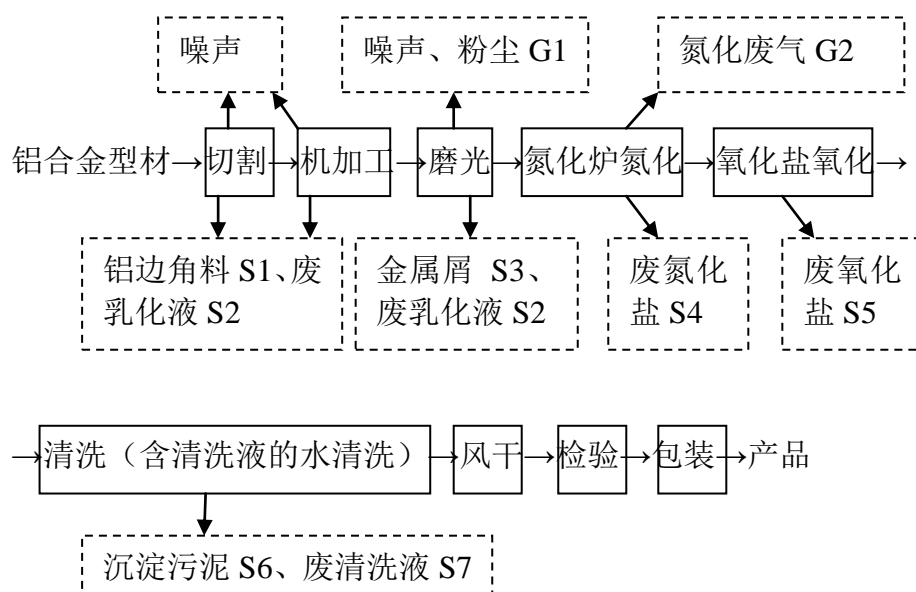 噪声
噪声、粉尘 G1
氮化废气 G2
铝合金型材→切割→机加工→磨光→氮化炉氮化→氧化盐氧化→
铝边角料 S1、废
乳化液 S2
金属屑 S3、
废乳化液 S2
废氮化
盐 S4
废氧化
盐 S5
→清洗（含清洗液的水清洗）→风干→检验→包装→产品
沉淀污泥 S6、废清洗液 S7